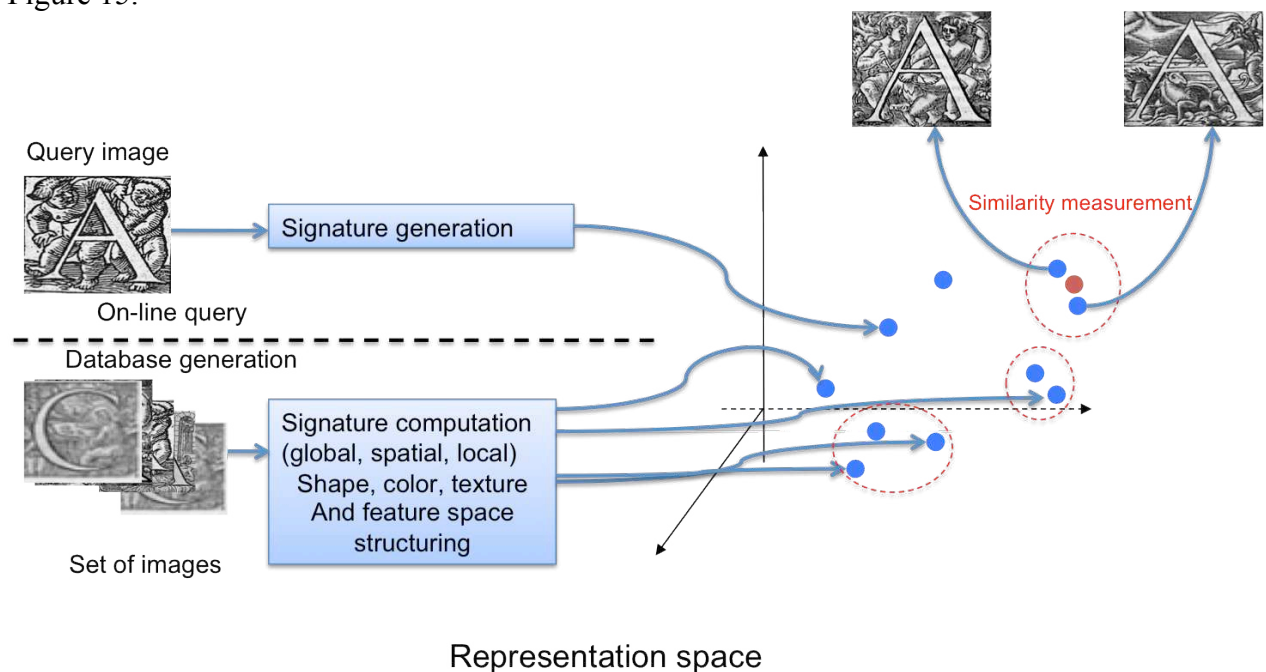 Figure 15.
Query image
Signature generation
Similarity measurement
On-line query
Database generation
Signature computation
(global, spatial, local)
Shape, color, texture
And feature space
structuring
Set of images
Representation space
A
A
A
C
A